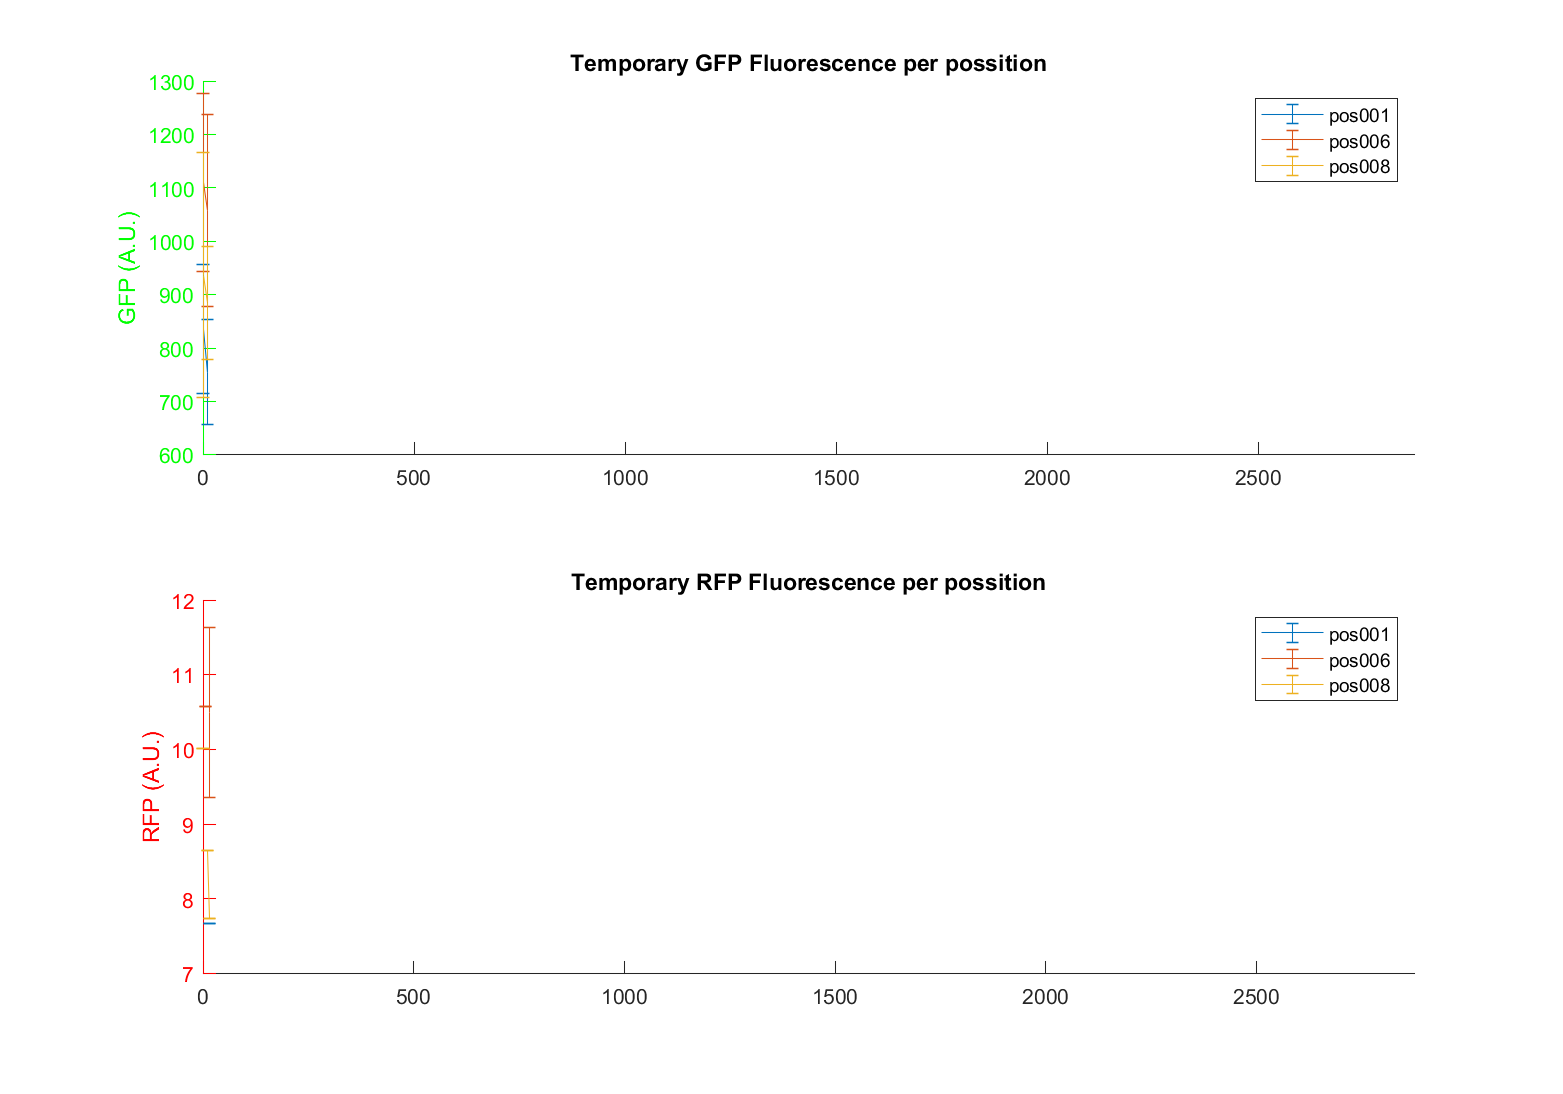 Temporary GFP Fluorescence per possition
1300
1200
1100
1000
900
800
700
600
GFP (A.U.)
pos001
pos006
pos008
0 500 1000 1500 2000 2500
Temporary RFP Fluorescence per possition
12
11
10
9
8
7
RFP (A.U.)
pos001
pos006
pos008
0 500 1000 1500 2000 2500